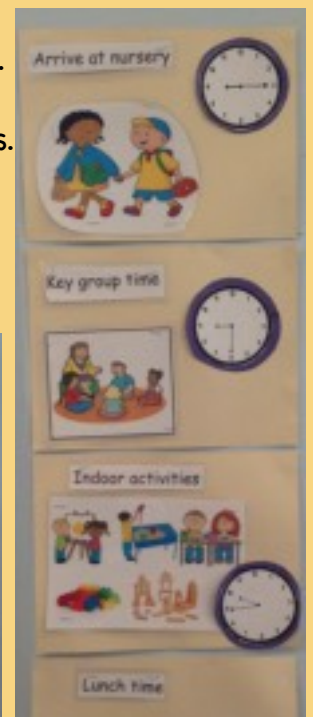 s.
Arrive at nursery
Key group time
Indoor activities
Lunch time